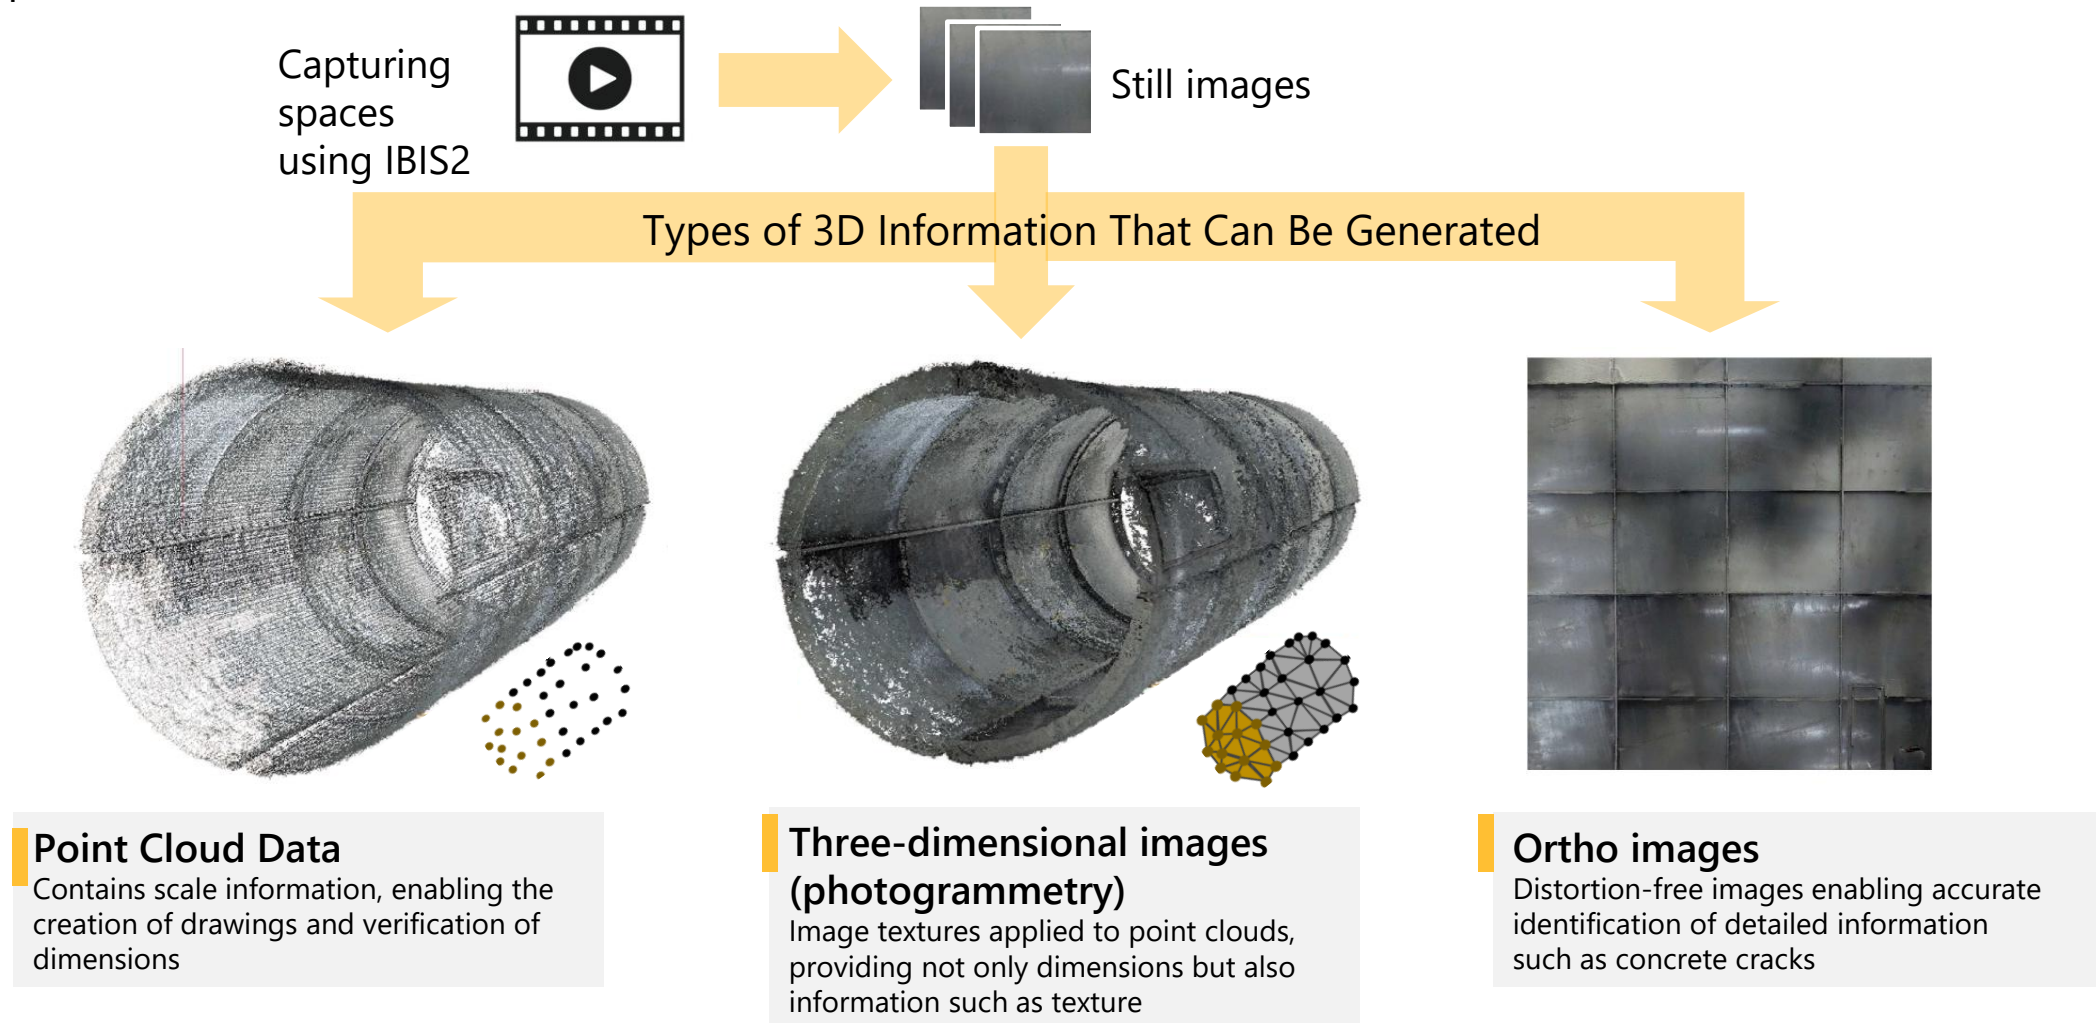 Capturing
spaces
using IBIS2
Still images
Types of 3D Information That Can Be Generated
Point Cloud Data
Contains scale information, enabling the
creation of drawings and verification of
dimensions
Three-dimensional images
(photogrammetry)
Image textures applied to point clouds,
providing not only dimensions but also
information such as texture
Ortho images
Distortion-free images enabling accurate
identification of detailed information
such as concrete cracks